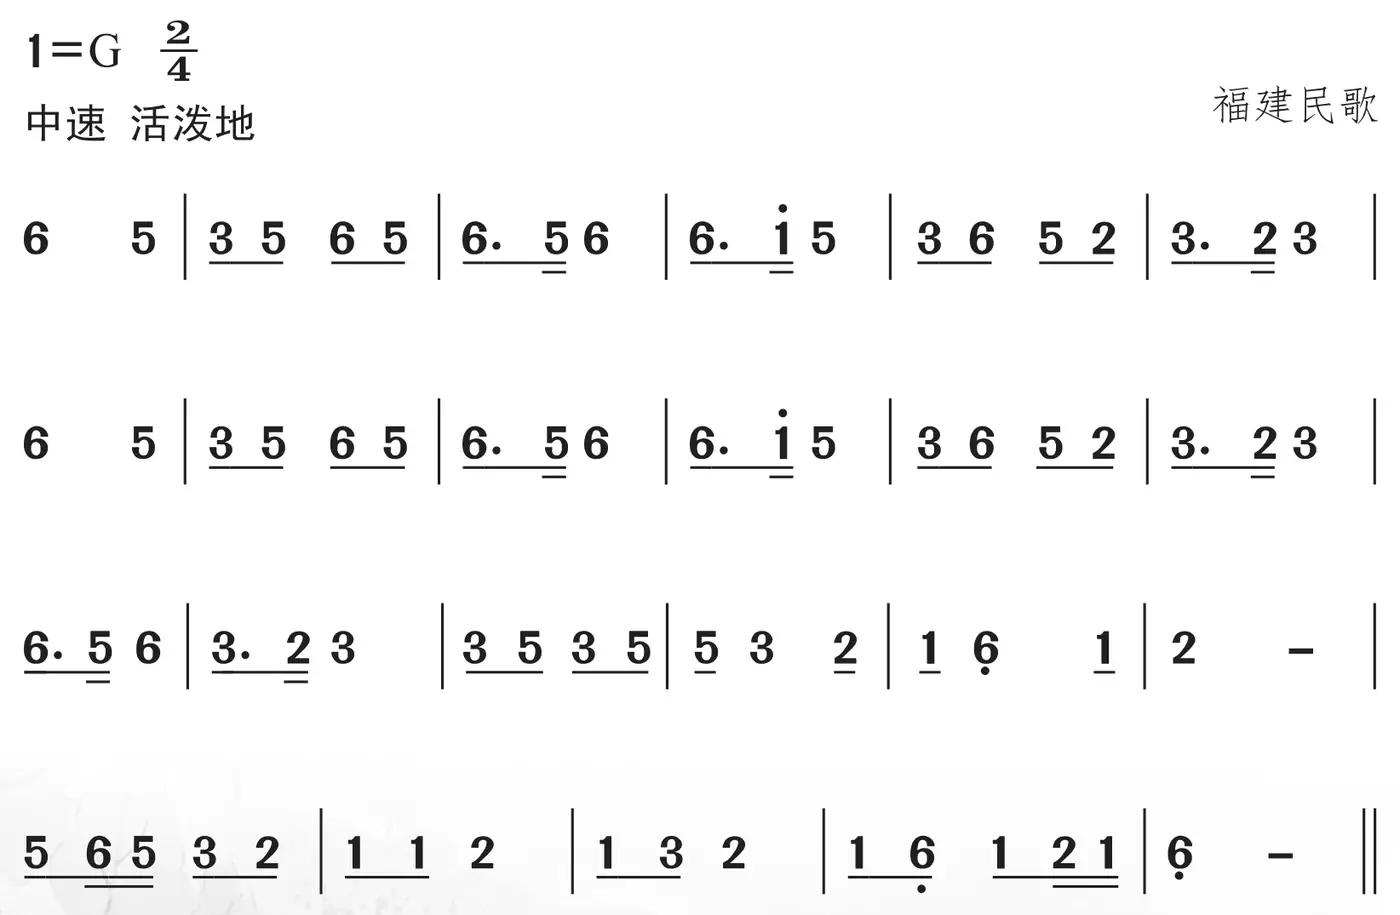 1=G 2/4
中速 活泼地
福建民歌
6 5 | 3 5 6 5 | 6. 5 6 | 6. i 5 | 3 6 5 2 | 3. 2 3 |
6 5 | 3 5 6 5 | 6. 5 6 | 6. i 5 | 3 6 5 2 | 3. 2 3 |
6. 5 6 | 3. 2 3 | 3 5 3 5 | 5 3 2 | 1 6̣ 1 | 2 – |
5 6 5 3 2 | 1 1 2 | 1 3 2 | 1 6̣ 1 2 1 | 6̣ – ||